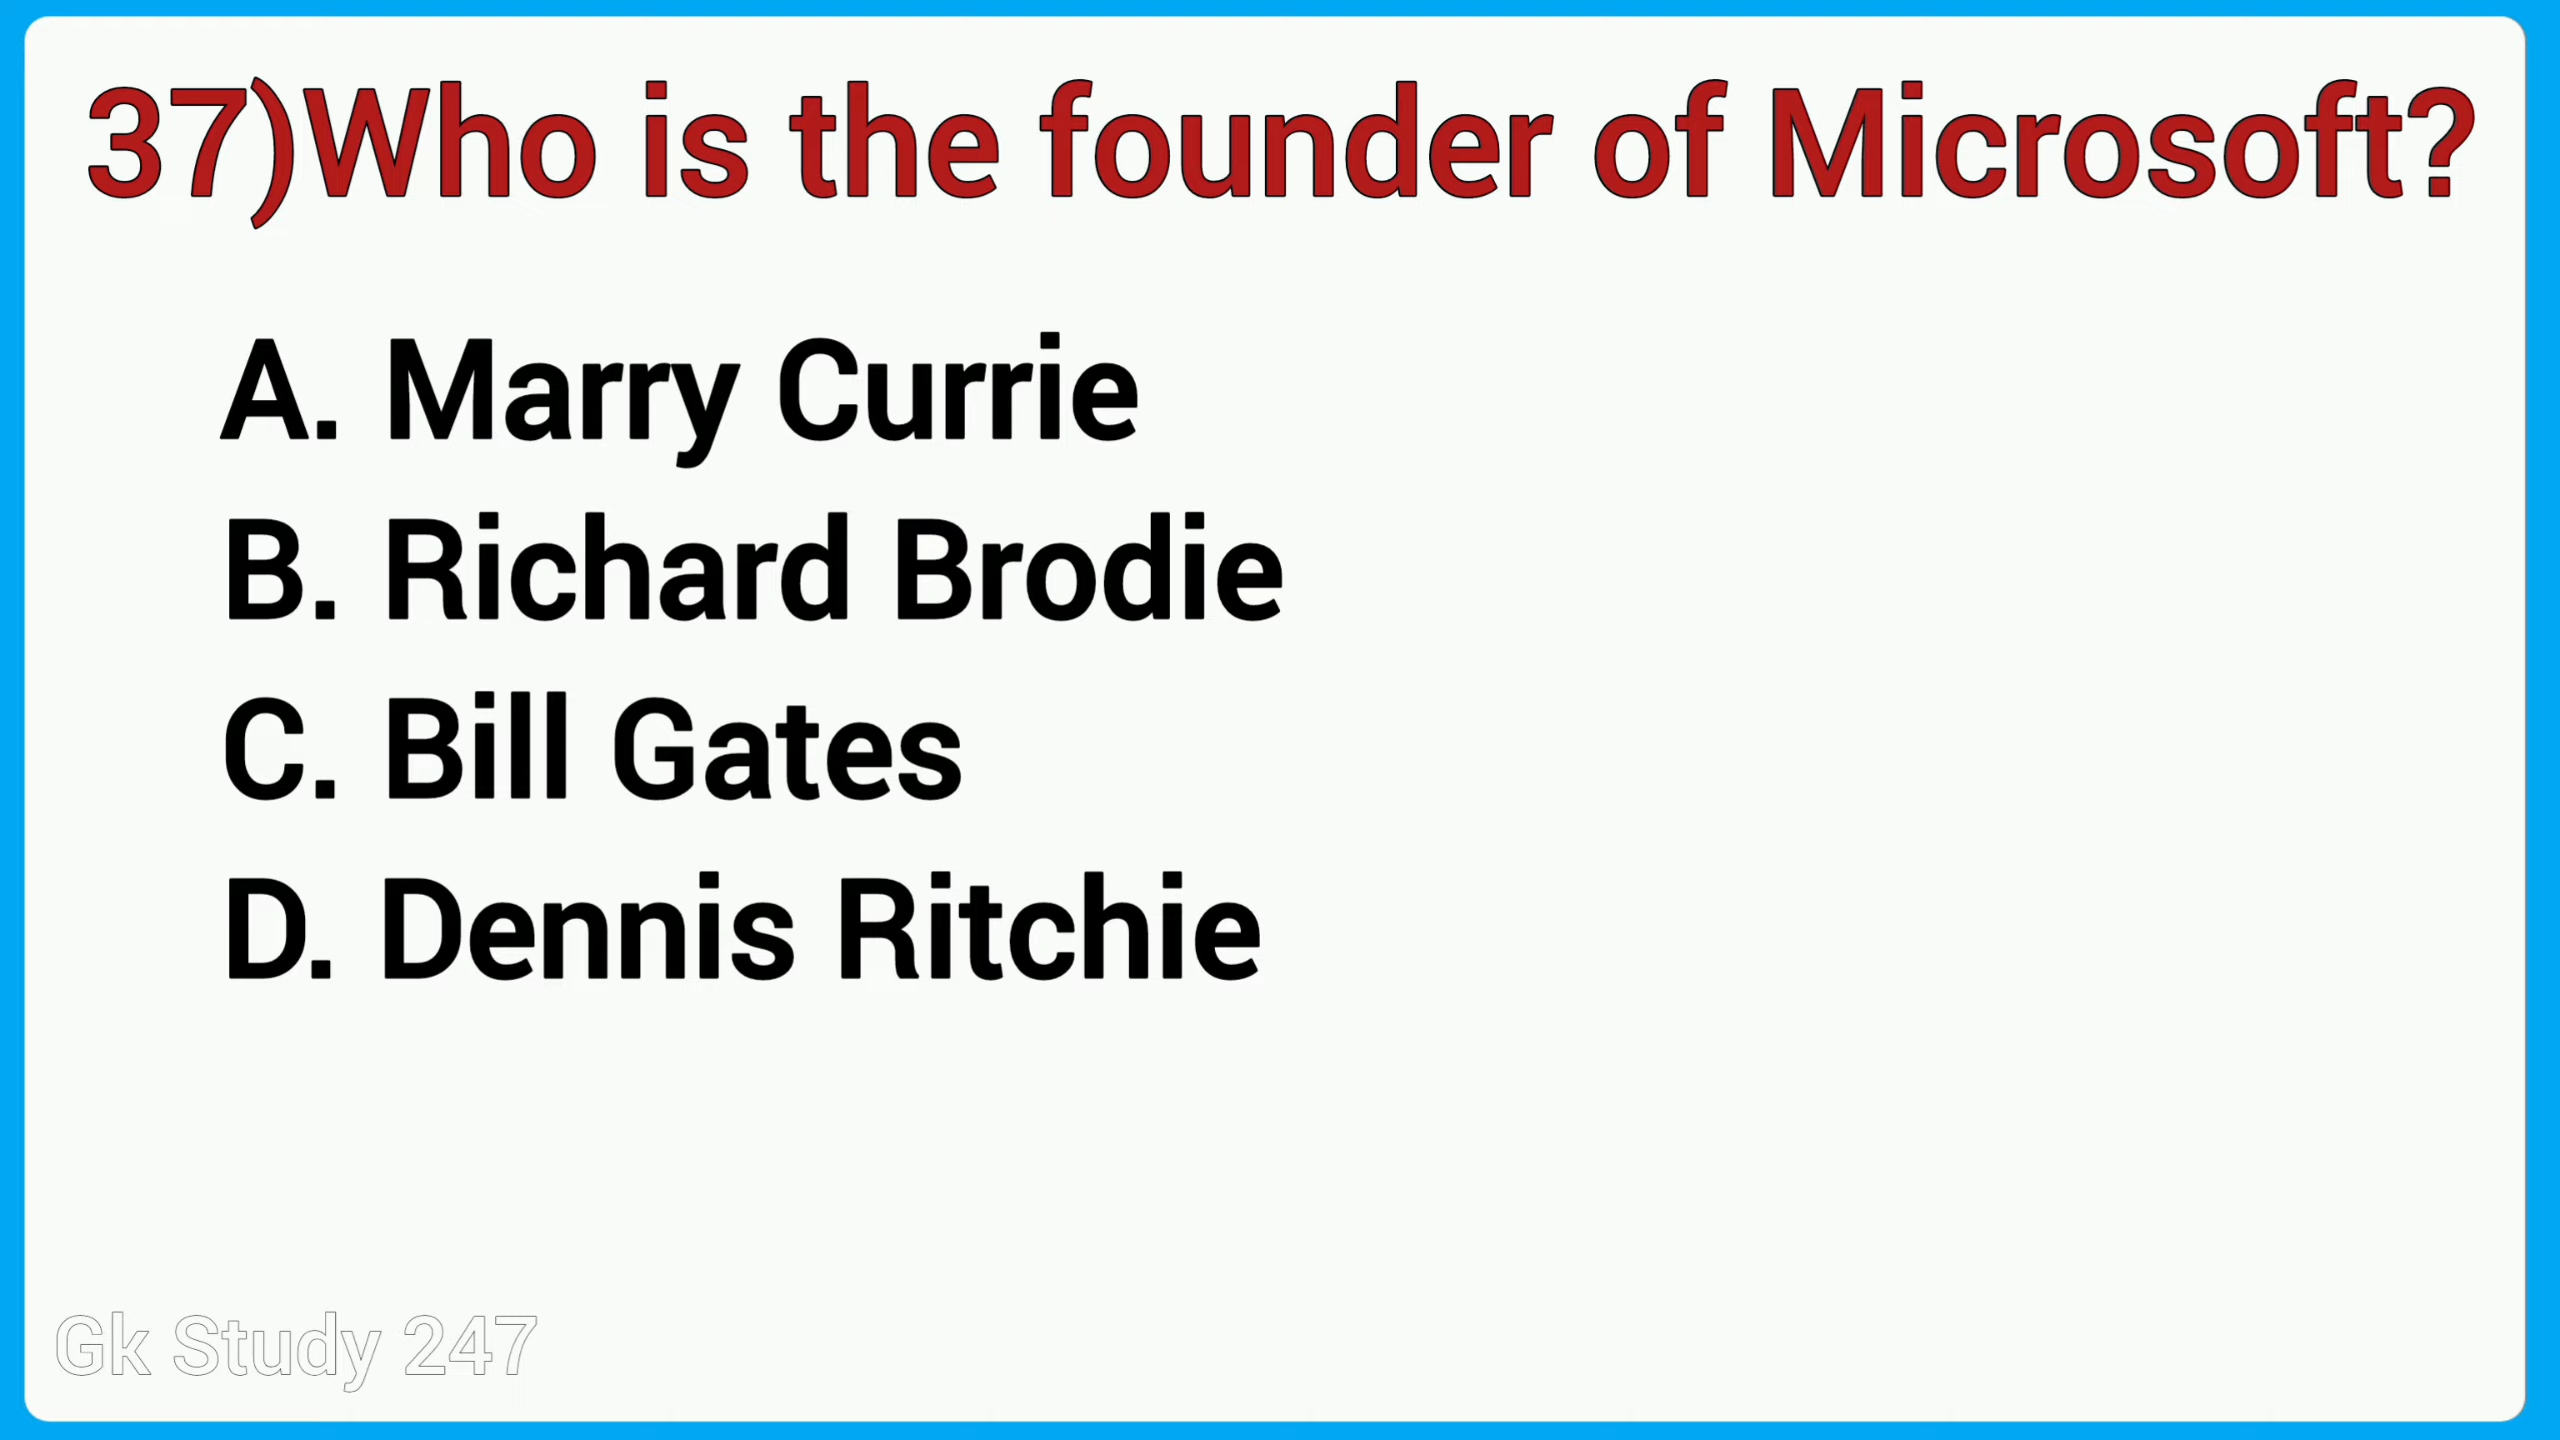 37)Who is the founder of Microsoft?
A. Marry Currie
B. Richard Brodie
C. Bill Gates
D. Dennis Ritchie
Gk Study 247